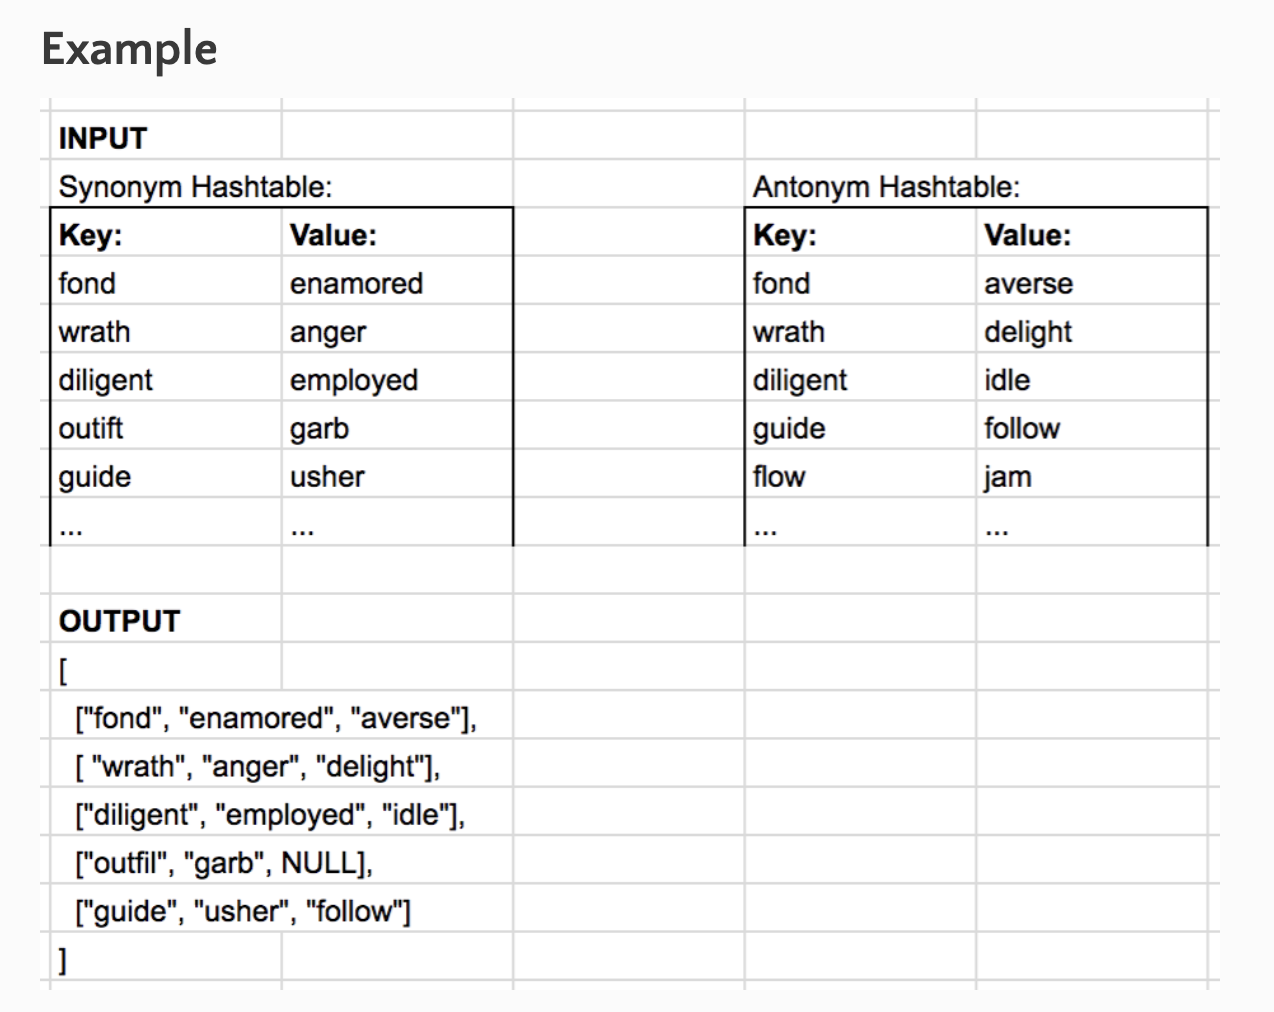 Example
INPUT
Synonym Hashtable: Antonym Hashtable:
Key: Value: Key: Value:
fond enamored fond averse
wrath anger wrath delight
diligent employed diligent idle
outift garb guide follow
guide usher flow jam
... ... ... ...
OUTPUT
[
["fond", "enamored", "averse"],
[ "wrath", "anger", "delight"],
["diligent", "employed", "idle"],
["outfil", "garb", NULL],
["guide", "usher", "follow"]
]